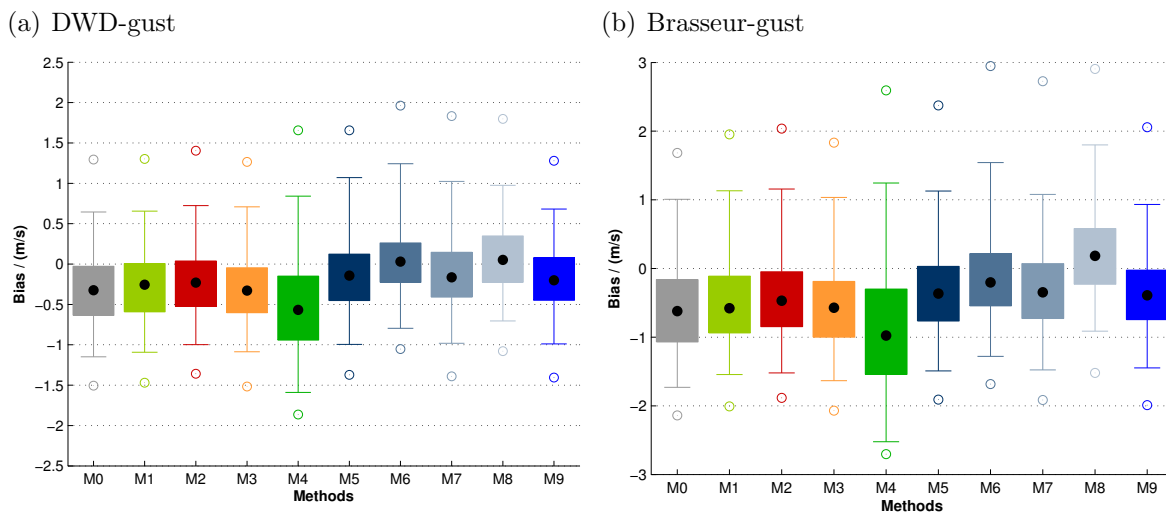 (a) DWD-gust
2.5
2
1.5
1
0.5
0
−0.5
−1
−1.5
−2
−2.5
Bias / (m/s)
M0 M1 M2 M3 M4 M5 M6 M7 M8 M9
Methods
(b) Brasseur-gust
3
2
1
0
−1
−2
−3
Bias / (m/s)
M0 M1 M2 M3 M4 M5 M6 M7 M8 M9
Methods